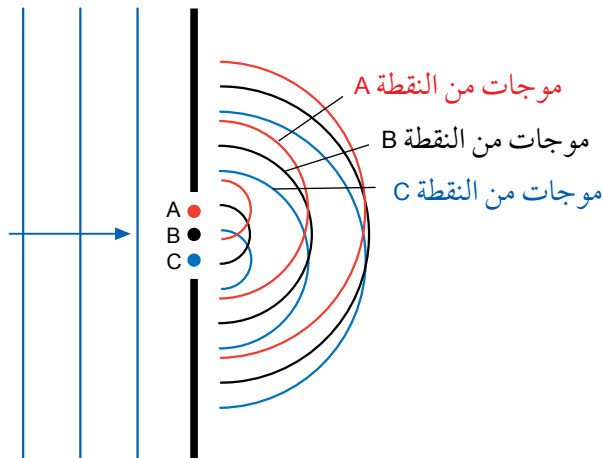 موجات من النقطة A
موجات من النقطة B
موجات من النقطة C
A
B
C